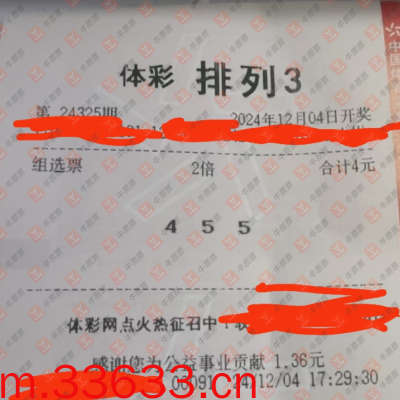 体彩 排列3
第 24325期 2024年12月04日开奖
组选票 2倍 合计4元
4 5 5
体彩网点火热征召中
感谢您为公益事业贡献 1.36元
24/12/04 17:29:30
m.33633.cn